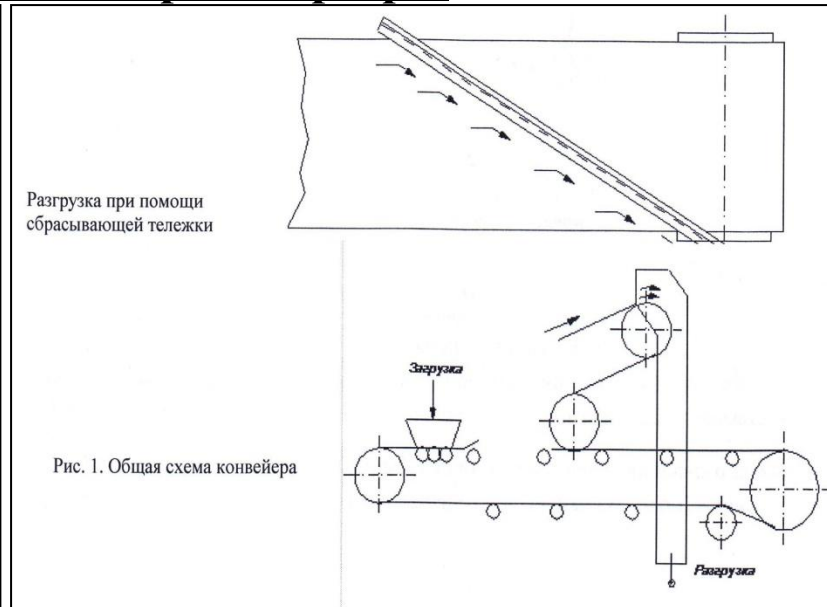 Разгрузка при помощи
сбрасывающей тележки
Загрузка
Рис. 1. Общая схема конвейера
Разгрузка